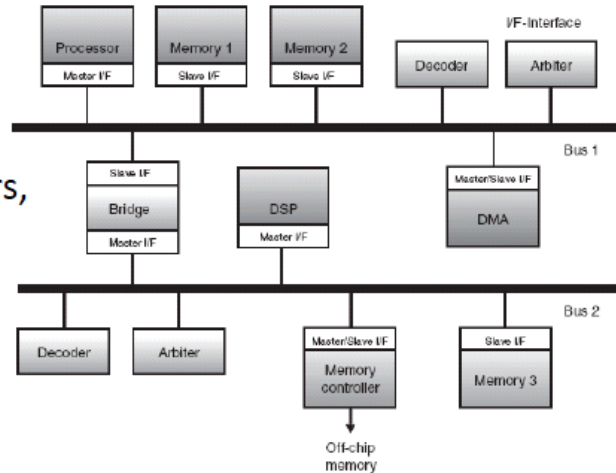 I/F-Interface
Processor
Memory 1
Memory 2
Decoder
Arbiter
Master I/F
Slave I/F
Slave I/F
Bus 1
rs,
Slave I/F
Bridge
Master I/F
DSP
Master I/F
Master/Slave I/F
DMA
Bus 2
Decoder
Arbiter
Master/Slave I/F
Memory
controller
Slave I/F
Memory 3
Off-chip
memory